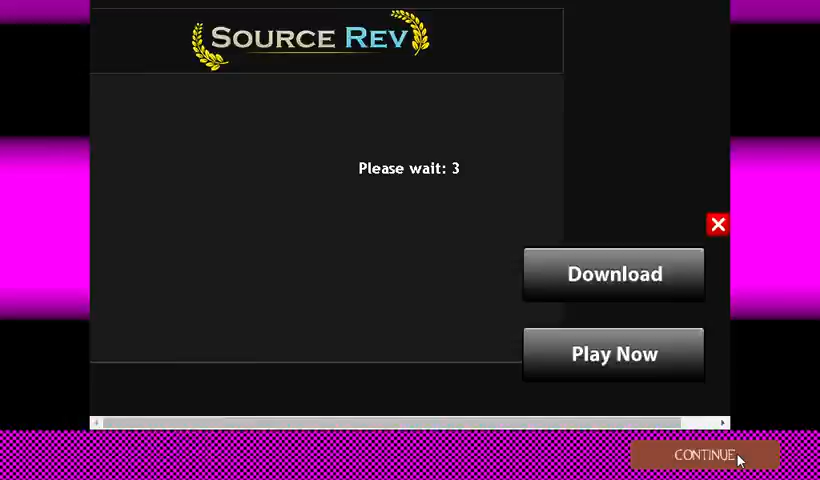 SOURCE REV
Please wait: 3
Download
Play Now
CONTINUE